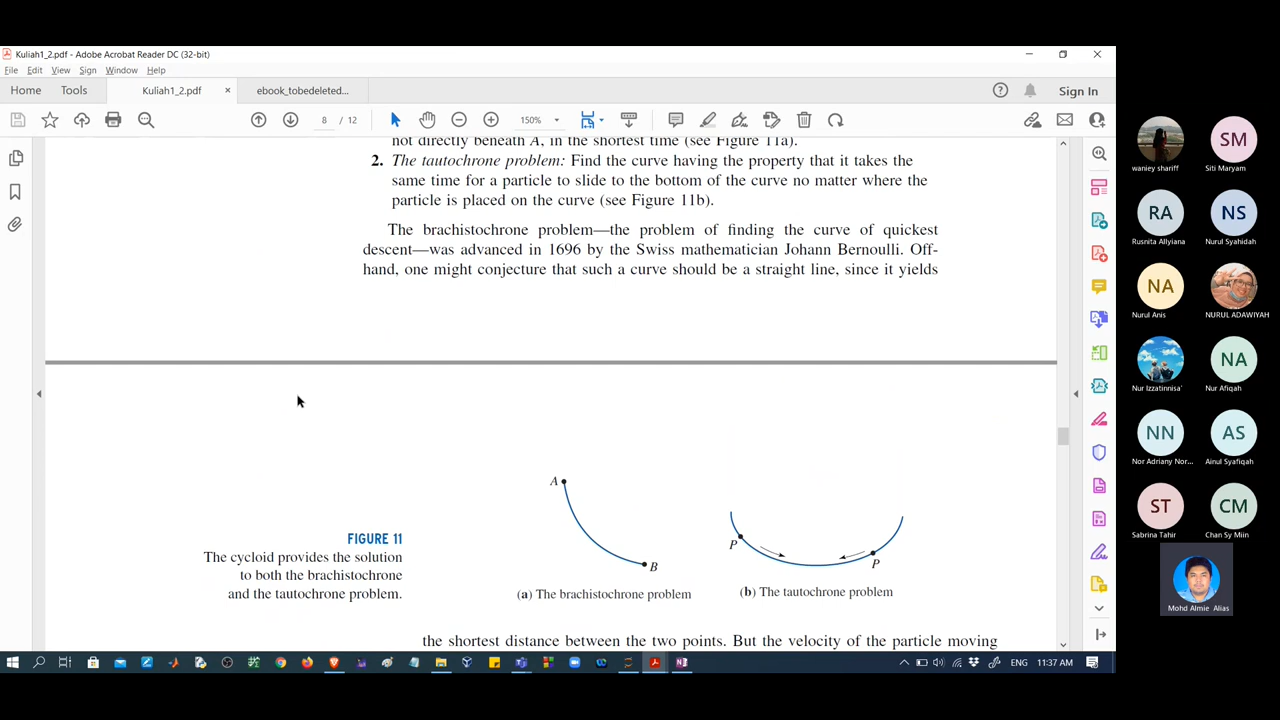 Kuliah1_2.pdf - Adobe Acrobat Reader DC (32-bit)
File Edit View Sign Window Help
Home Tools Kuliah1_2.pdf × ebook_tobedeleted... Sign In
8 / 12 150%
not directly beneath A, in the shortest time (see Figure 11a).
2. The tautochrone problem: Find the curve having the property that it takes the
same time for a particle to slide to the bottom of the curve no matter where the
particle is placed on the curve (see Figure 11b).
The brachistochrone problem—the problem of finding the curve of quickest
descent—was advanced in 1696 by the Swiss mathematician Johann Bernoulli. Off-
hand, one might conjecture that such a curve should be a straight line, since it yields
A
B
P
P
FIGURE 11
The cycloid provides the solution
to both the brachistochrone
and the tautochrone problem.
(a) The brachistochrone problem
(b) The tautochrone problem
the shortest distance between the two points. But the velocity of the particle moving
waniey shariff
SM
Siti Maryam
RA
Rusnita Allyiana
NS
Nurul Syahidah
NA
Nurul Anis
NURUL ADAWIYAH
Nur Izzatinnisa'
NA
Nur Afiqah
NN
Nor Adriany Nor...
AS
Ainul Syafiqah
ST
Sabrina Tahir
CM
Chan Sy Miin
Mohd Almie Alias
ENG 11:37 AM